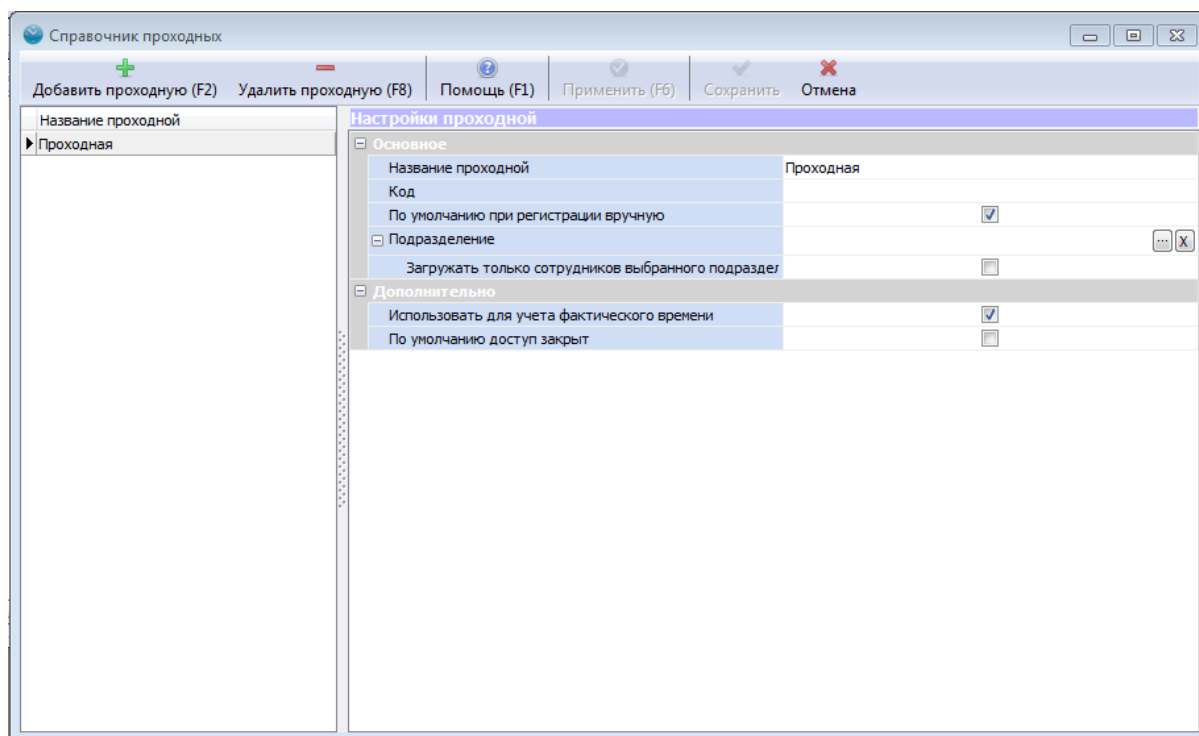 Справочник проходных
Добавить проходную (F2) Удалить проходную (F8) Помощь (F1) Применить (F6) Сохранить Отмена
Название проходной
Проходная
Настройки проходной
Основное
Название проходной Проходная
Код
По умолчанию при регистрации вручную
Подразделение ... X
Загружать только сотрудников выбранного подраздел
Дополнительно
Использовать для учета фактического времени
По умолчанию доступ закрыт